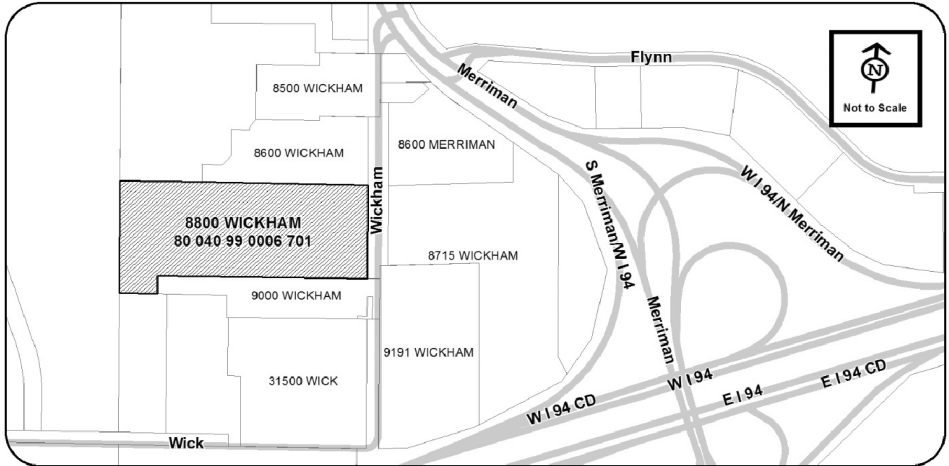 Flynn
N
Not to Scale
Merriman
8500 WICKHAM
8600 WICKHAM
8600 MERRIMAN
Wickham
S Merriman/W I 94
W I 94/N Merriman
8800 WICKHAM
80 040 99 0006 701
8715 WICKHAM
9000 WICKHAM
Merriman
9191 WICKHAM
31500 WICK
W I 94 CD
W I 94
E I 94
E I 94 CD
Wick